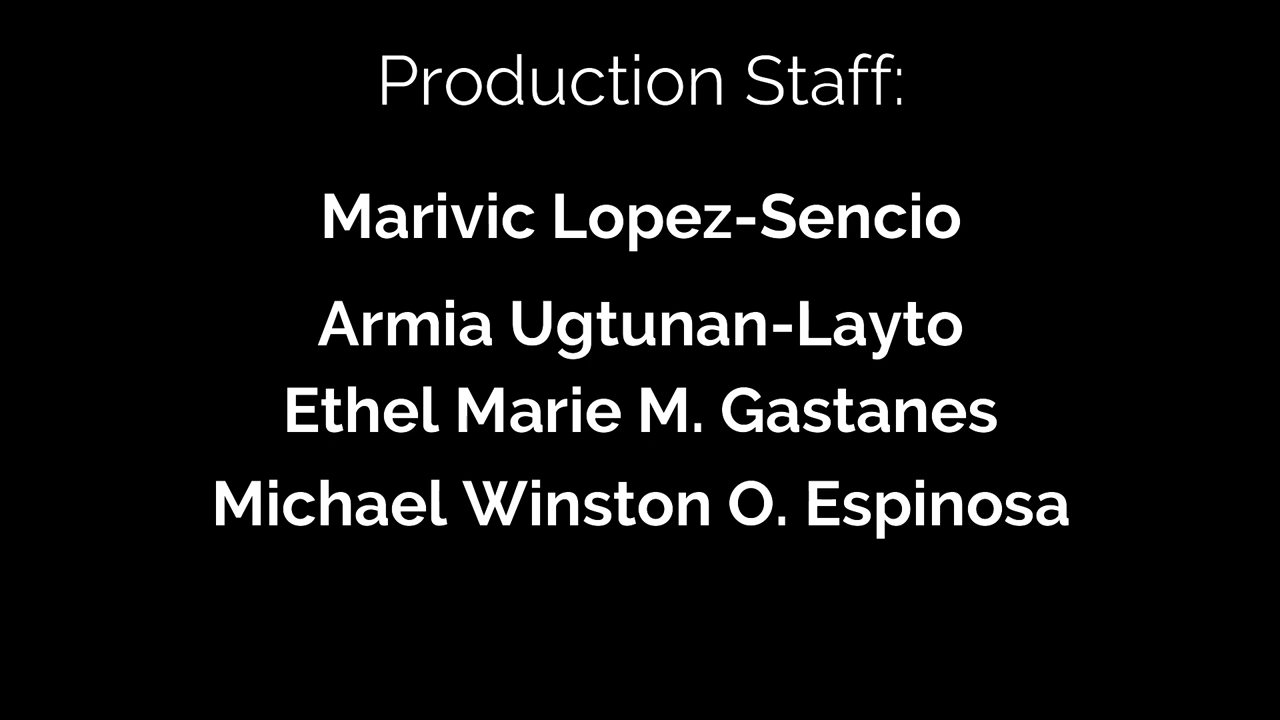 Production Staff:
Marivic Lopez-Sencio
Armia Ugtunan-Layto
Ethel Marie M. Gastanes
Michael Winston O. Espinosa